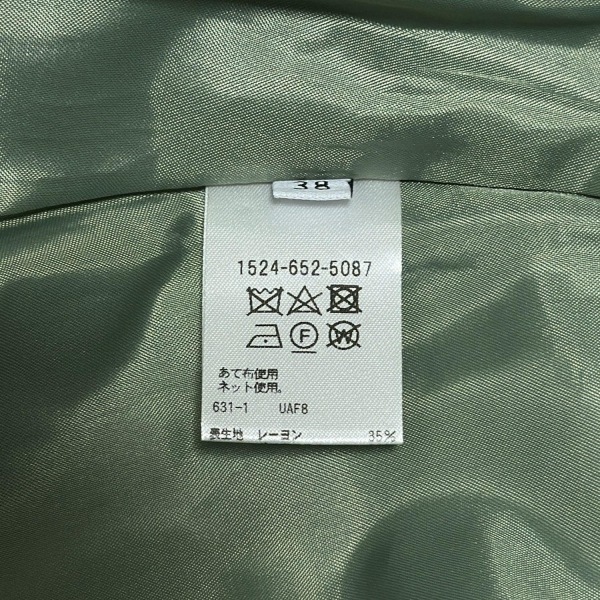 38
1524-652-5087
F W
あて布使用
ネット使用。
631-1 UAF8
表生地 レーヨン 35%